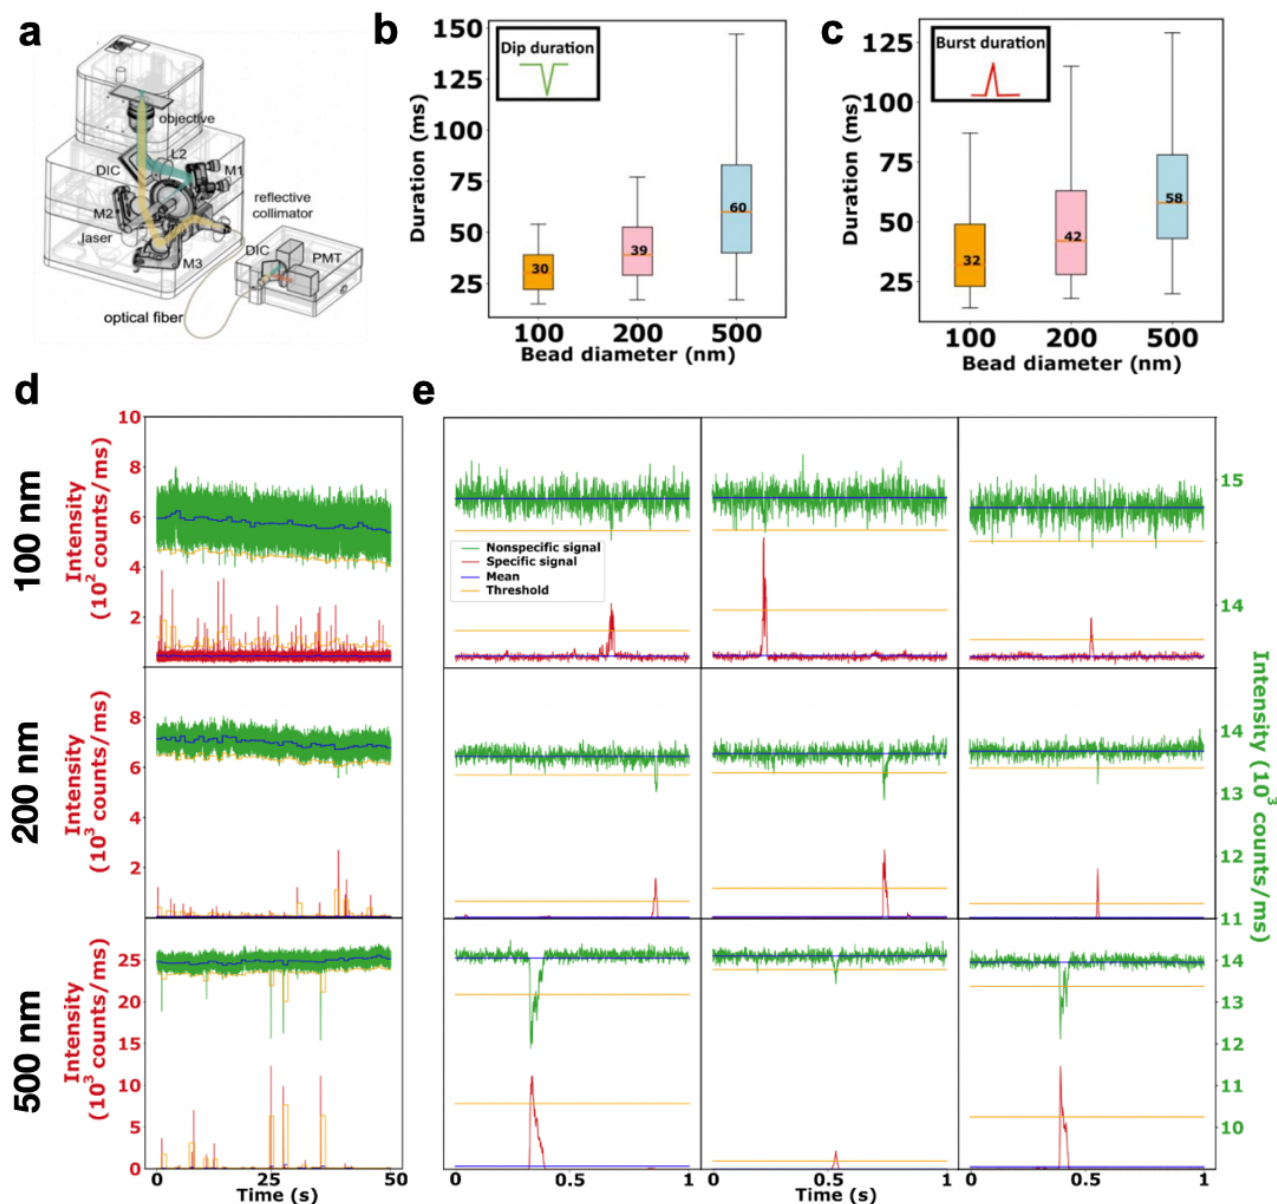 a
objective
L2
DIC
M1
M2
laser
M3
reflective
collimator
DIC
PMT
optical fiber
b
Dip duration
Duration (ms)
150
125
100
75
50
25
30
39
60
100 200 500
Bead diameter (nm)
c
Burst duration
Duration (ms)
125
100
75
50
25
32
42
58
100 200 500
Bead diameter (nm)
d
100 nm
Intensity
(10² counts/ms)
10
8
6
4
2
200 nm
Intensity
(10³ counts/ms)
8
6
4
2
500 nm
Intensity
(10³ counts/ms)
25
20
15
10
5
0
0 25 50
Time (s)
e
Nonspecific signal
Specific signal
Mean
Threshold
15
14
14
13
12
11
14
13
12
10
Intensity (10³ counts/ms)
0 0.5 1
0 0.5 1
0 0.5 1
Time (s)
Time (s)
Time (s)